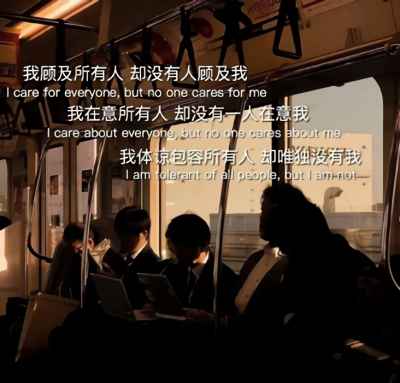 我顾及所有人 却没有人顾及我
I care for everyone, but no one cares for me
我在意所有人 却没有一人在意我
I care about everyone, but no one cares about me
我体谅包容所有人 却唯独没有我
I am tolerant of all people, but I am not